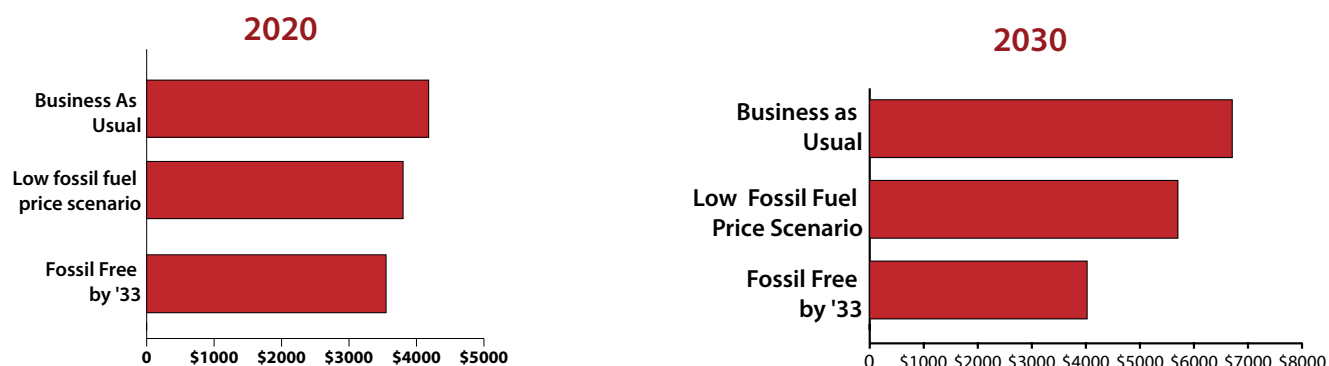 2020
Business As
Usual
Low fossil fuel
price scenario
Fossil Free
by '33
0 $1000 $2000 $3000 $4000 $5000
2030
Business as
Usual
Low Fossil Fuel
Price Scenario
Fossil Free
by '33
0 $1000 $2000 $3000 $4000 $5000 $6000 $7000 $8000